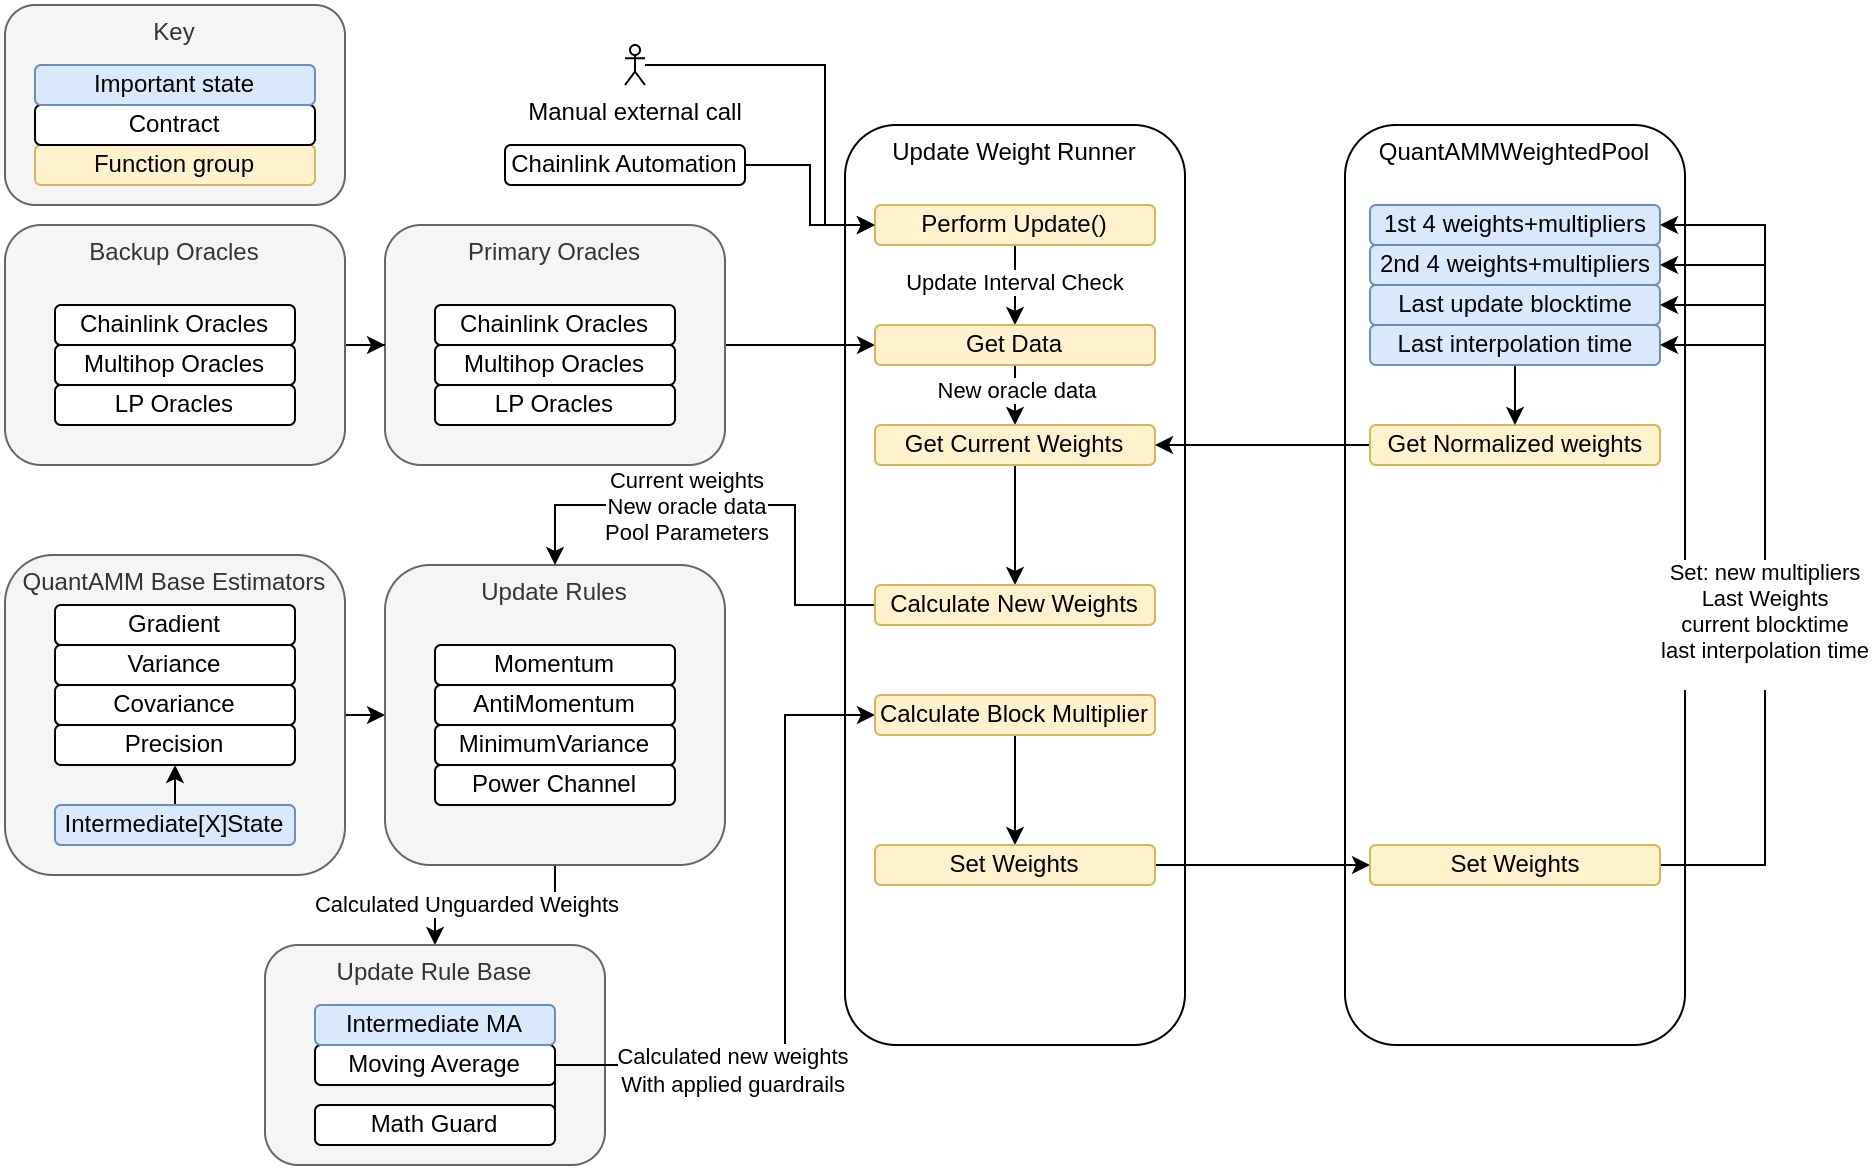 Key
Important state
Contract
Function group
Manual external call
Chainlink Automation
Backup Oracles
Chainlink Oracles
Multihop Oracles
LP Oracles
Primary Oracles
Chainlink Oracles
Multihop Oracles
LP Oracles
Update Weight Runner
Perform Update()
Update Interval Check
Get Data
New oracle data
Get Current Weights
Calculate New Weights
Calculate Block Multiplier
Set Weights
QuantAMMWeightedPool
1st 4 weights+multipliers
2nd 4 weights+multipliers
Last update blocktime
Last interpolation time
Get Normalized weights
Set Weights
Set: new multipliers
Last Weights
current blocktime
last interpolation time
Current weights
New oracle data
Pool Parameters
QuantAMM Base Estimators
Gradient
Variance
Covariance
Precision
Intermediate[X]State
Update Rules
Momentum
AntiMomentum
MinimumVariance
Power Channel
Calculated Unguarded Weights
Update Rule Base
Intermediate MA
Moving Average
Math Guard
Calculated new weights
With applied guardrails